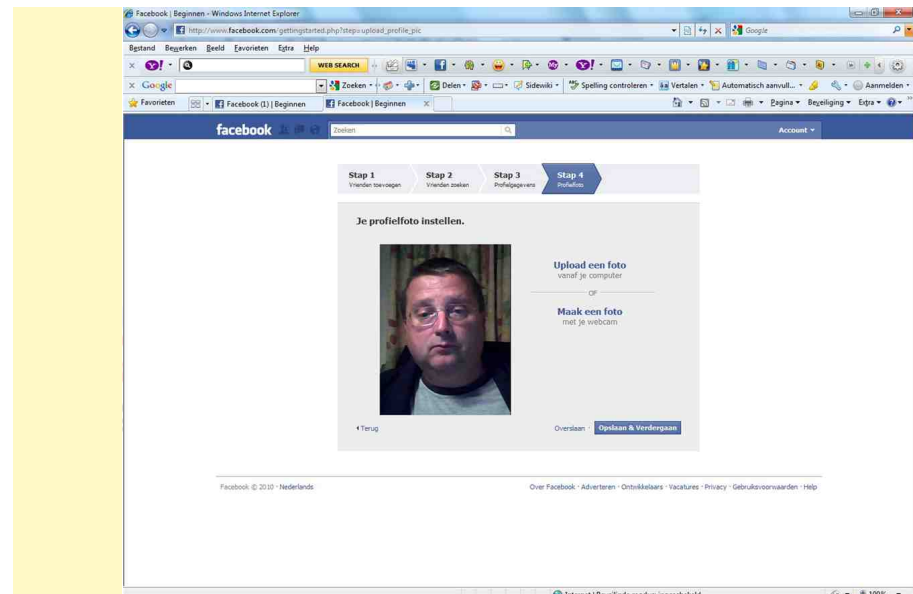 Facebook | Beginnen - Windows Internet Explorer
http://www.facebook.com/gettingstarted.php?step=upload_profile_pic
Google
Bestand Bewerken Beeld Favorieten Extra Help
WEB SEARCH
Google Zoeken Delen Sidewiki Spelling controleren Vertalen Automatisch aanvull... Aanmelden
Favorieten Facebook (1) | Beginnen Facebook | Beginnen Pagina Beveiliging Extra
facebook Zoeken Account
Stap 1 Stap 2 Stap 3 Stap 4
Vrienden toevoegen Vrienden zoeken Profielgegevens Profielfoto
Je profielfoto instellen.
Upload een foto
vanaf je computer
OF
Maak een foto
met je webcam
Terug Overslaan · Opslaan & Verdergaan
Facebook © 2010 · Nederlands Over Facebook · Adverteren · Ontwikkelaars · Vacatures · Privacy · Gebruiksvoorwaarden · Help